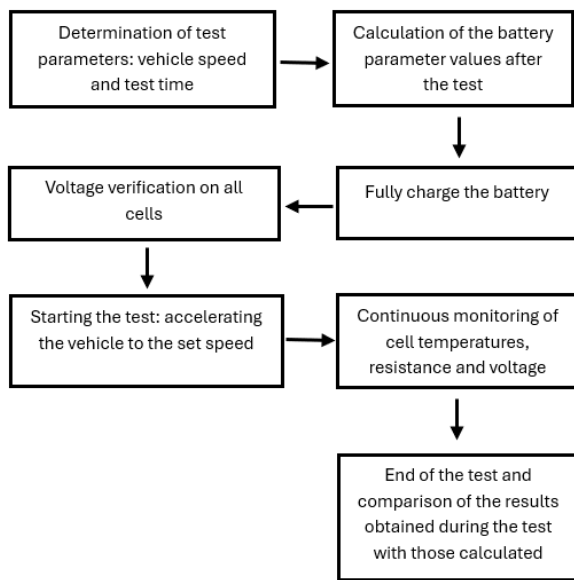 Determination of test
parameters: vehicle speed
and test time
Calculation of the battery
parameter values after
the test
Fully charge the battery
Voltage verification on all
cells
Starting the test: accelerating
the vehicle to the set speed
Continuous monitoring of
cell temperatures,
resistance and voltage
End of the test and
comparison of the results
obtained during the test
with those calculated